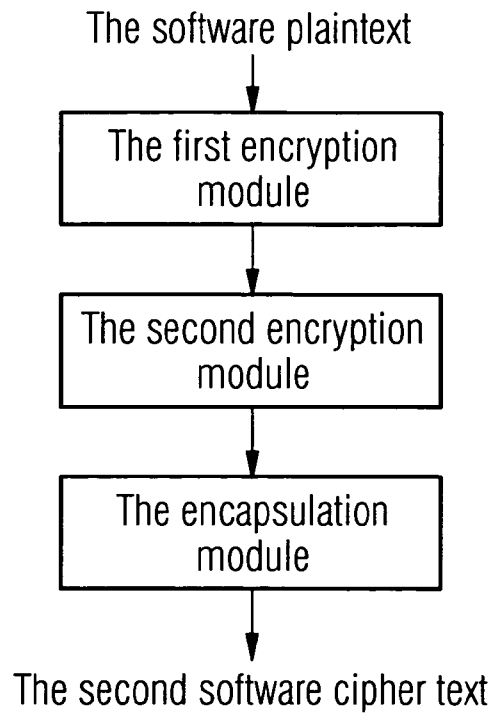 The software plaintext
The first encryption
module
The second encryption
module
The encapsulation
module
The second software cipher text